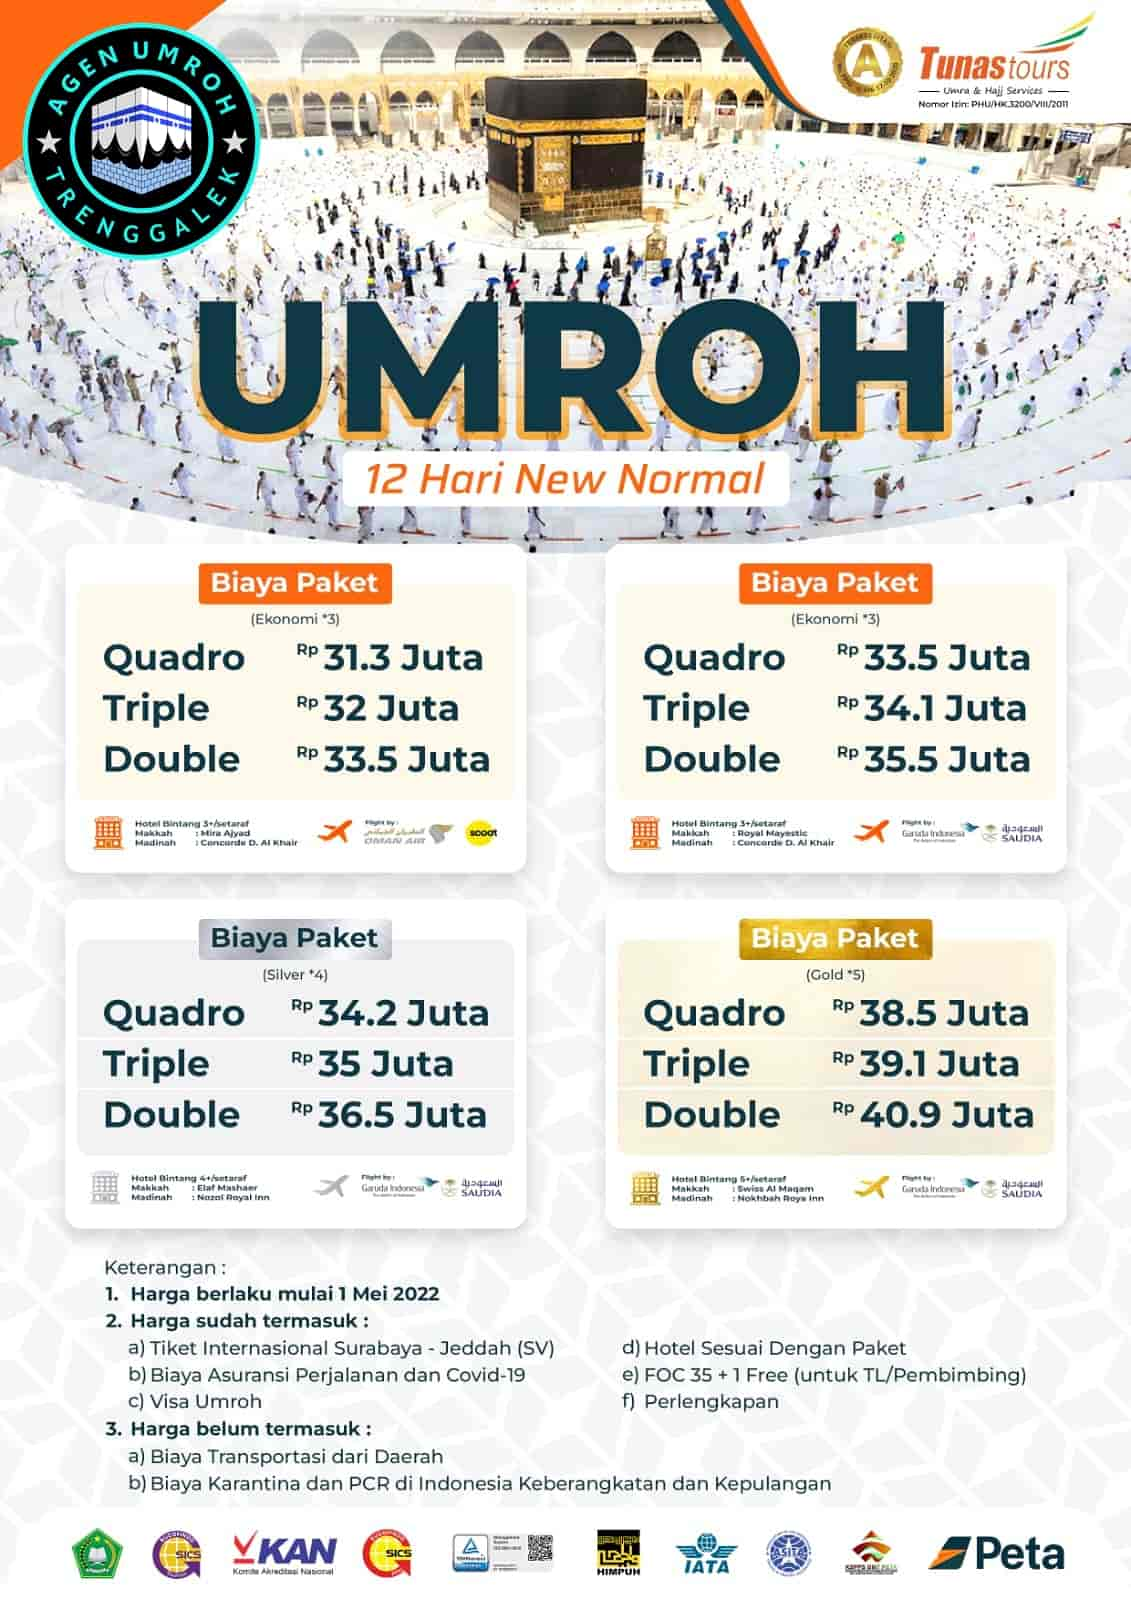 AGEN UMROH
TRENGGALEK
A
Tunas tours
Umra & Hajj Services
Nomor Izin: PHU/HK.3200/VIII/2011
UMROH
12 Hari New Normal
Biaya Paket
(Ekonomi *3)
Quadro Rp 31.3 Juta
Triple Rp 32 Juta
Double Rp 33.5 Juta
Hotel Bintang 3+/setaraf
Makkah : Mira Ajyad
Madinah : Concorde D. Al Khair
Flight by :
الطيران العماني
OMAN AIR
scoot
Biaya Paket
(Ekonomi *3)
Quadro Rp 33.5 Juta
Triple Rp 34.1 Juta
Double Rp 35.5 Juta
Hotel Bintang 3+/setaraf
Makkah : Royal Mayestic
Madinah : Concorde D. Al Khair
Flight by :
Garuda Indonesia
السعودية
SAUDIA
Biaya Paket
(Silver *4)
Quadro Rp 34.2 Juta
Triple Rp 35 Juta
Double Rp 36.5 Juta
Hotel Bintang 4+/setaraf
Makkah : Elaf Mashaer
Madinah : Nozol Royal Inn
Flight by :
Garuda Indonesia
السعودية
SAUDIA
Biaya Paket
(Gold *5)
Quadro Rp 38.5 Juta
Triple Rp 39.1 Juta
Double Rp 40.9 Juta
Hotel Bintang 5+/setaraf
Makkah : Swiss Al Maqam
Madinah : Nokhbah Roya Inn
Flight by :
Garuda Indonesia
السعودية
SAUDIA
Keterangan :
1. Harga berlaku mulai 1 Mei 2022
2. Harga sudah termasuk :
a) Tiket Internasional Surabaya - Jeddah (SV)
b) Biaya Asuransi Perjalanan dan Covid-19
c) Visa Umroh
d) Hotel Sesuai Dengan Paket
e) FOC 35 + 1 Free (untuk TL/Pembimbing)
f) Perlengkapan
3. Harga belum termasuk :
a) Biaya Transportasi dari Daerah
b) Biaya Karantina dan PCR di Indonesia Keberangkatan dan Kepulangan
SICS
KAN
Komite Akreditasi Nasional
SICS
HIMPUH
IATA
ASITA
Peta